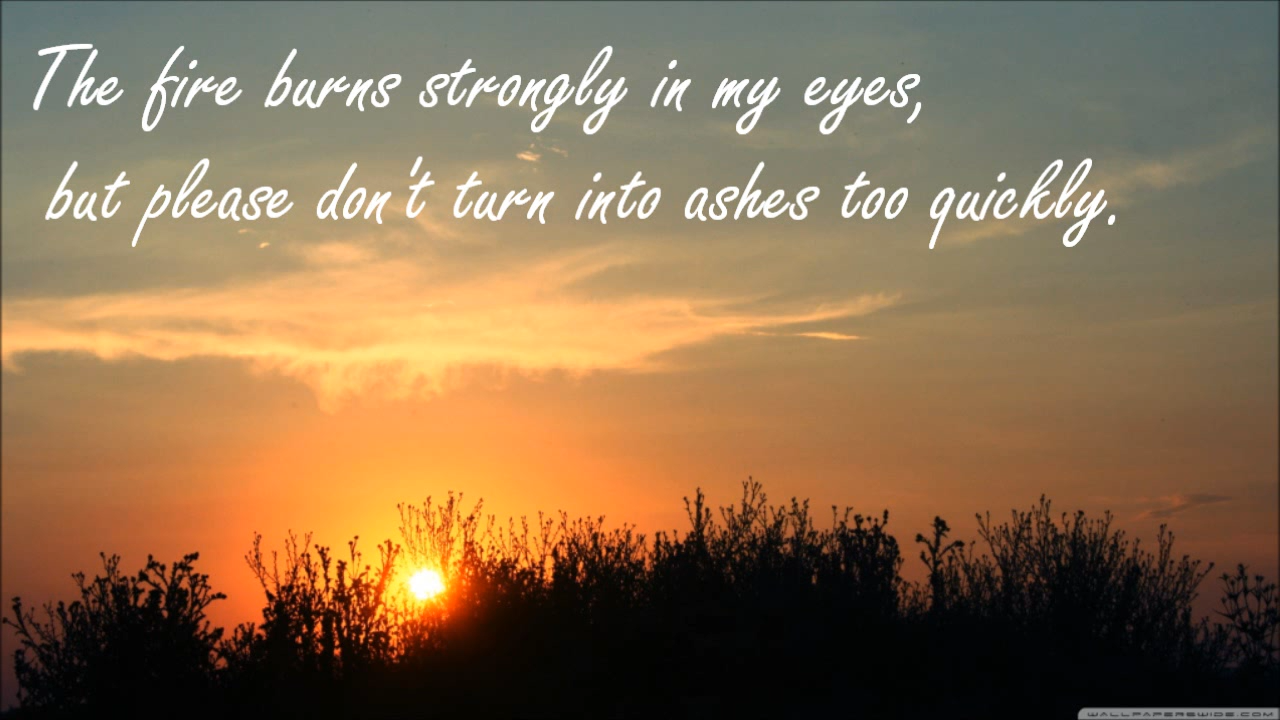 The fire burns strongly in my eyes,
but please don't turn into ashes too quickly.
WALLPAPERSWIDE.COM